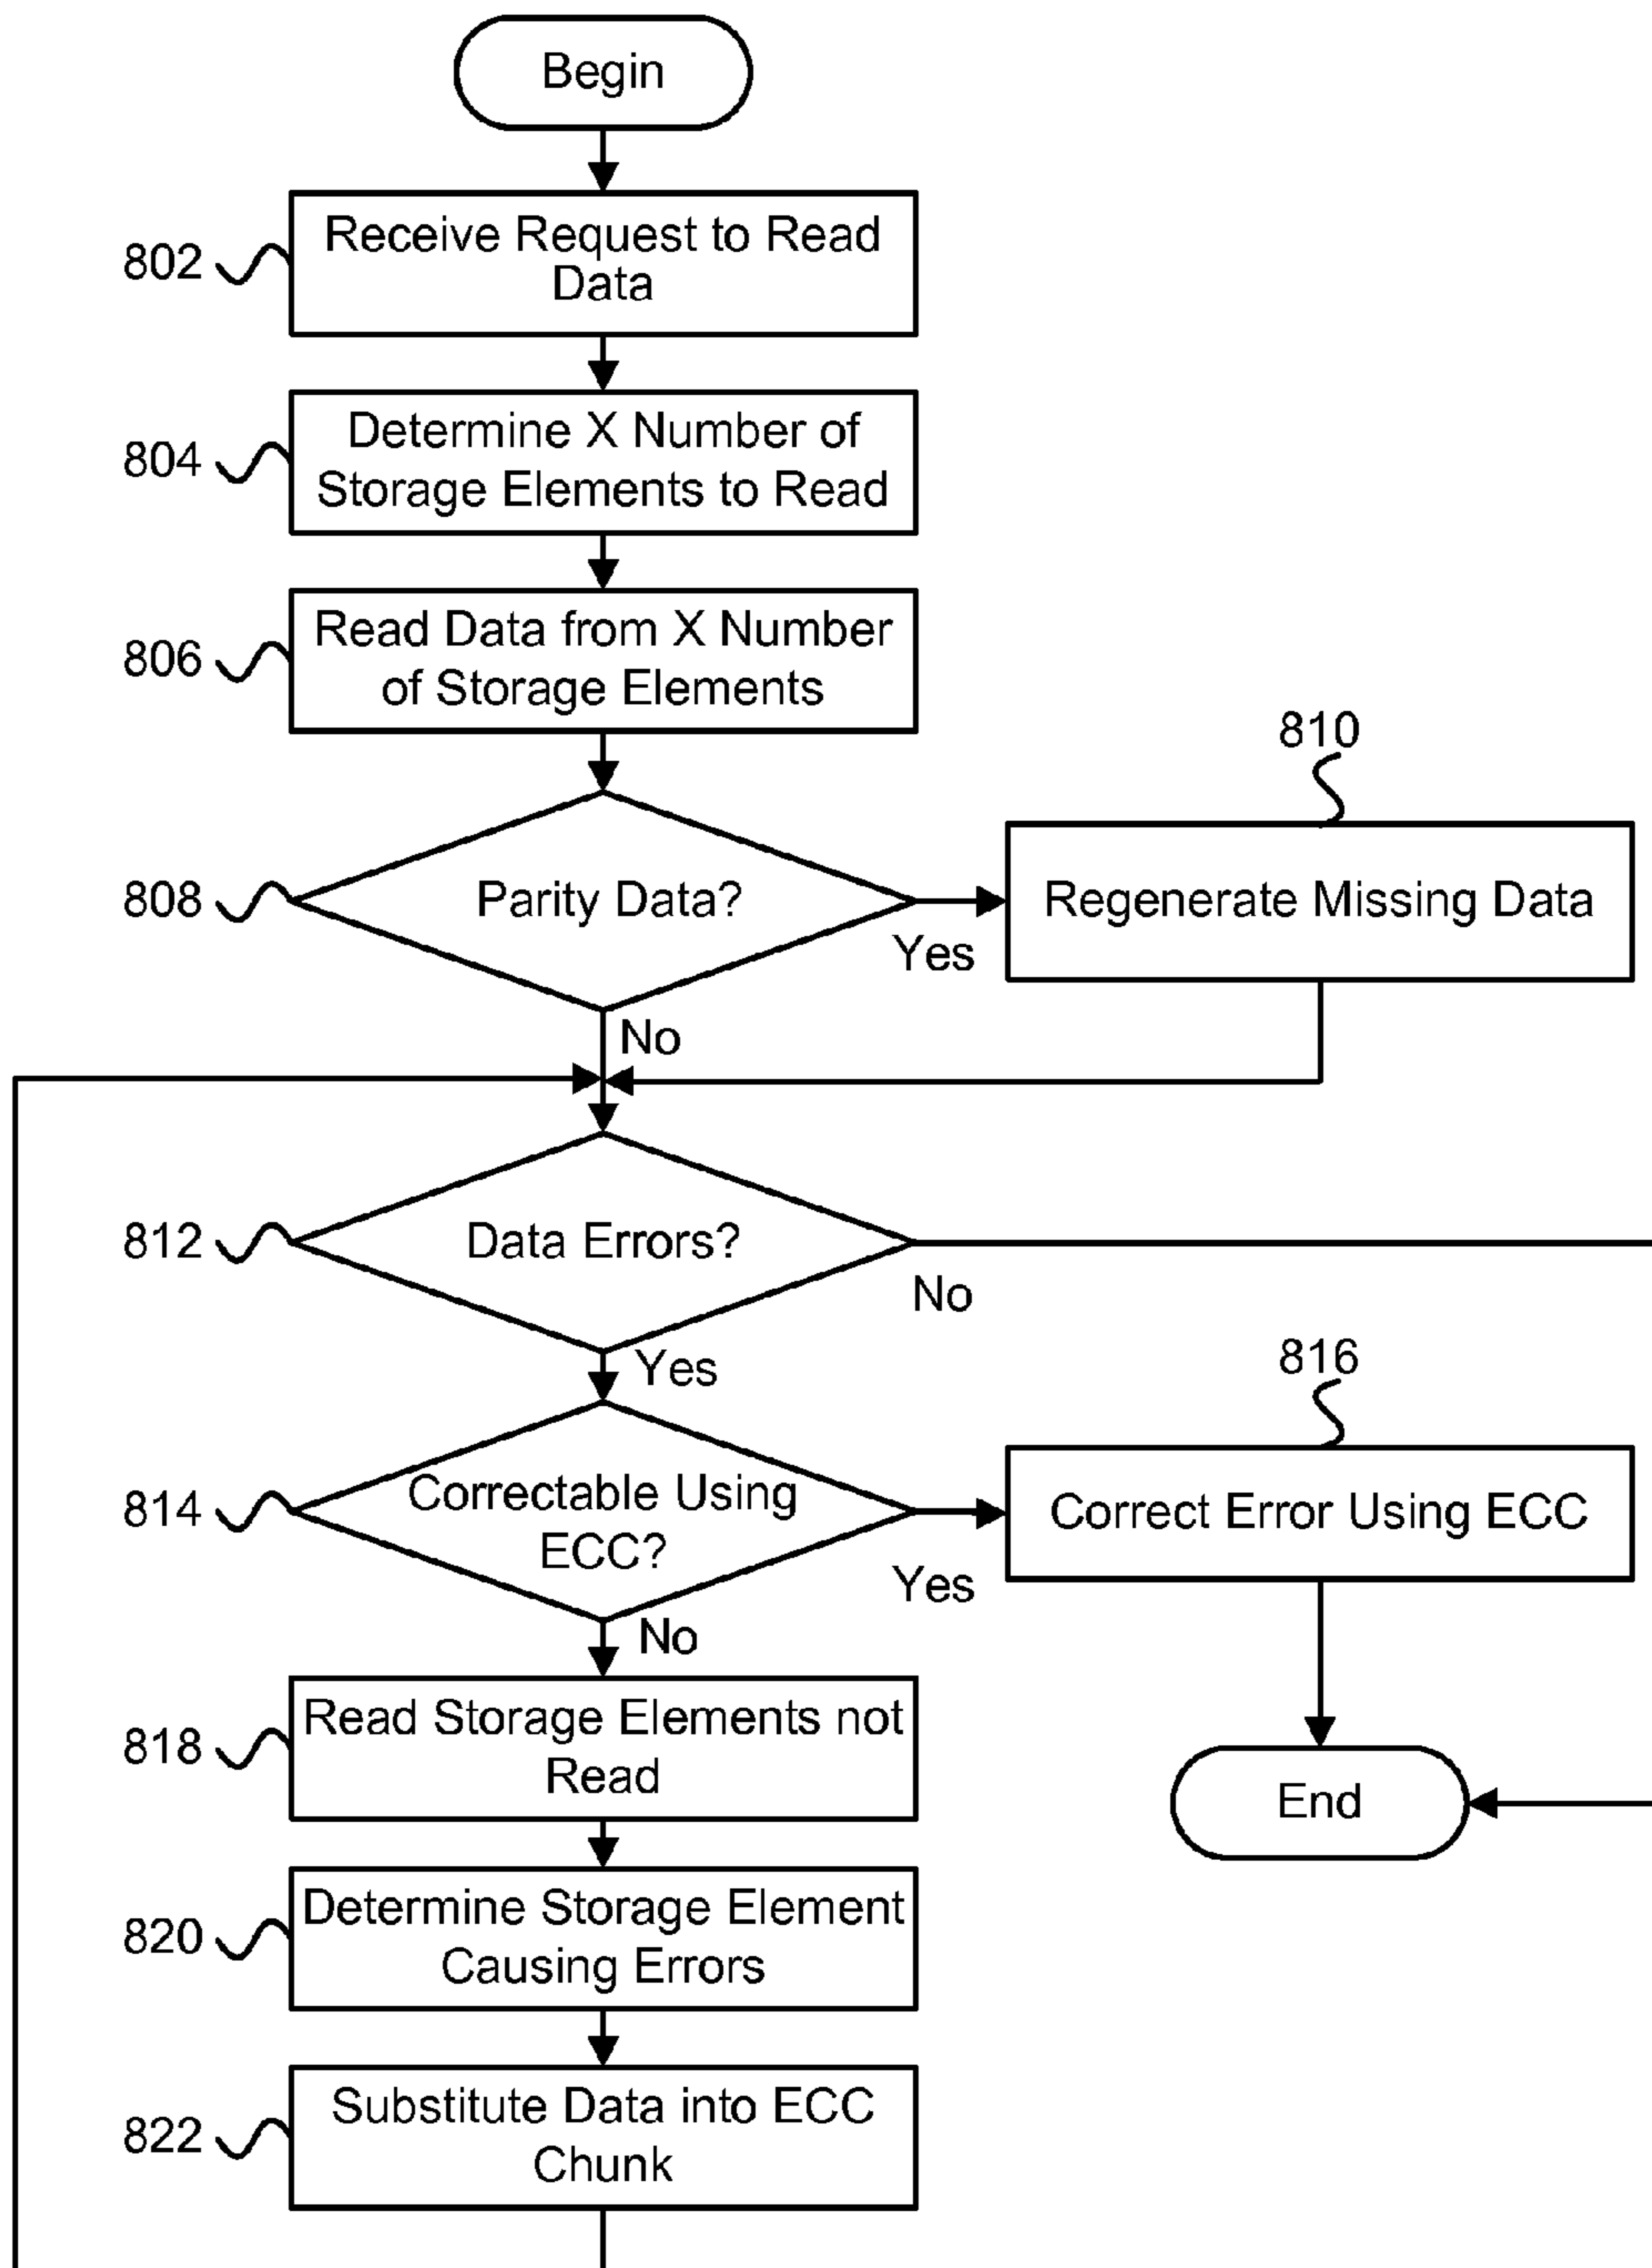 Begin
802
Receive Request to Read
Data
804
Determine X Number of
Storage Elements to Read
806
Read Data from X Number
of Storage Elements
810
808
Parity Data?
Yes
Regenerate Missing Data
No
812
Data Errors?
No
Yes
816
814
Correctable Using
ECC?
Yes
Correct Error Using ECC
No
818
Read Storage Elements not
Read
End
820
Determine Storage Element
Causing Errors
822
Substitute Data into ECC
Chunk